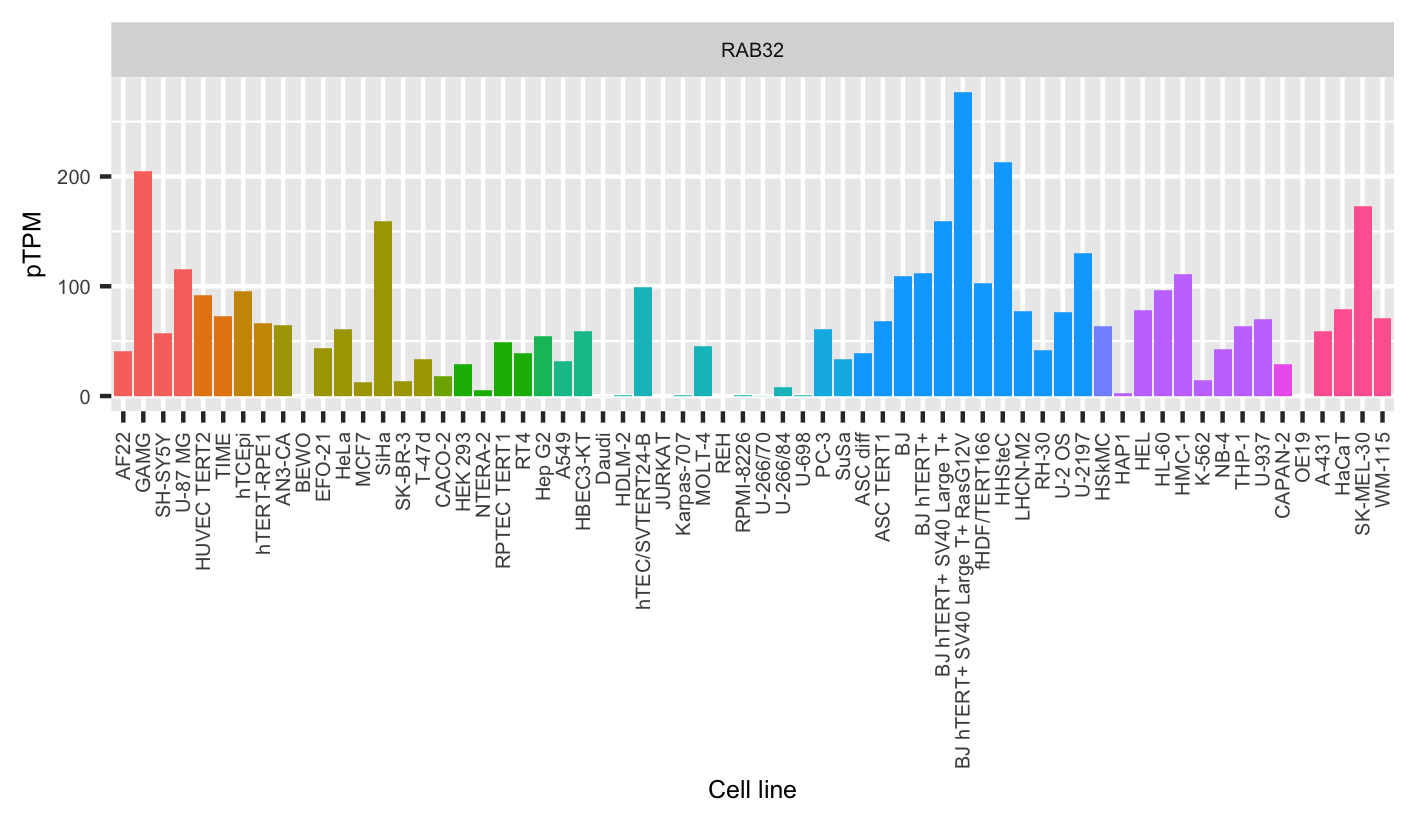 RAB32
pTPM
200
100
0
AF22
GAMG
SH-SY5Y
U-87 MG
HUVEC TERT2
TIME
hTCEpi
hTERT-RPE1
AN3-CA
BEWO
EFO-21
HeLa
MCF7
SiHa
SK-BR-3
T-47d
CACO-2
HEK 293
NTERA-2
RPTEC TERT1
RT4
Hep G2
A549
HBEC3-KT
Daudi
HDLM-2
hTEC/SVTERT24-B
JURKAT
Karpas-707
MOLT-4
REH
RPMI-8226
U-266/70
U-266/84
U-698
PC-3
SuSa
ASC diff
ASC TERT1
BJ
BJ hTERT+
BJ hTERT+ SV40 Large T+
BJ hTERT+ SV40 Large T+ RasG12V
fHDF/TERT166
HHSteC
LHCN-M2
RH-30
U-2 OS
U-2197
HSkMC
HAP1
HEL
HL-60
HMC-1
K-562
NB-4
THP-1
U-937
CAPAN-2
OE19
A-431
HaCaT
SK-MEL-30
WM-115
Cell line